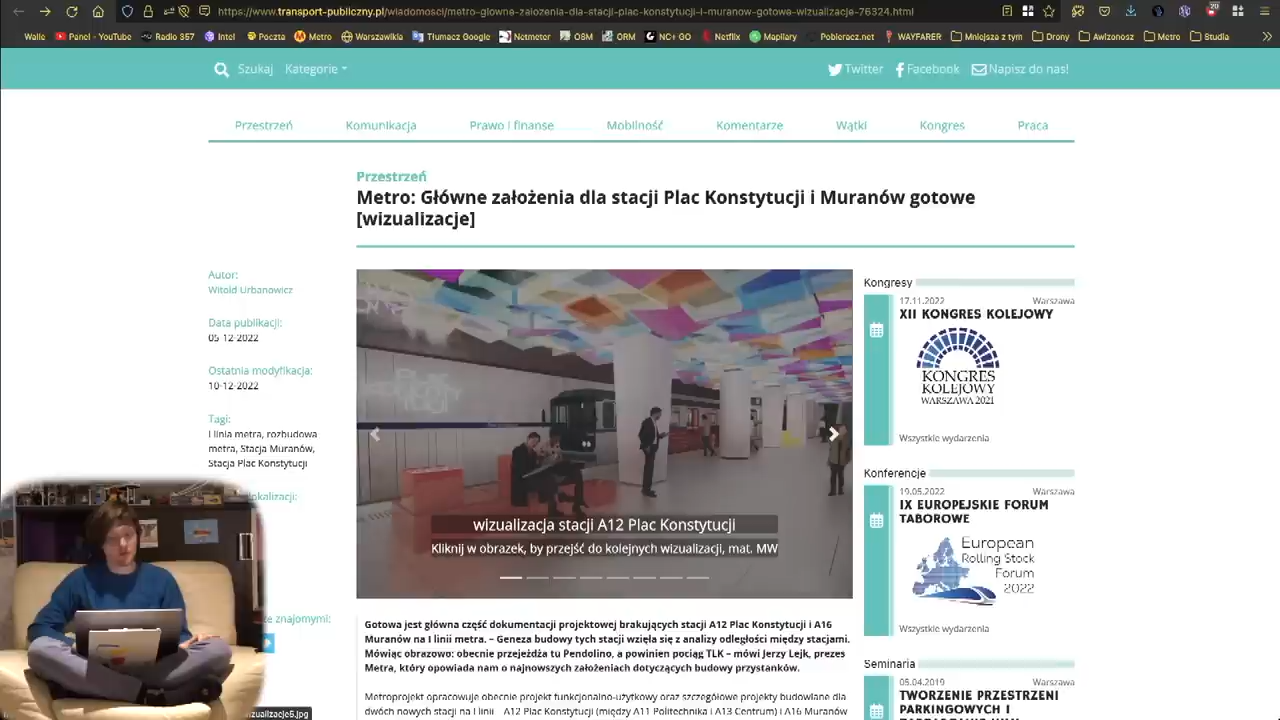 https://www.transport-publiczny.pl/wiadomosci/metro-glowne-zalozenia-dla-stacji-plac-konstytucji-i-muranow-gotowe-wizualizacje-76324.html
20
Walle Panel - YouTube Radio 357 Intel Poczta Metro Warszawikia Tłumacz Google Netmeter OSM ORM NC+ GO Netflix Mapilary Pobieracz.net WAYFARER Mniejsza z tym Drony Awizonosz Metro Studia
Szukaj Kategorie
Twitter Facebook Napisz do nas!
Przestrzeń Komunikacja Prawo i finanse Mobilność Komentarze Wątki Kongres Praca
Przestrzeń
Metro: Główne założenia dla stacji Plac Konstytucji i Muranów gotowe
[wizualizacje]
Autor:
Witold Urbanowicz
Data publikacji:
05-12-2022
Ostatnia modyfikacja:
10-12-2022
Tagi:
I linia metra, rozbudowa
metra, Stacja Muranów,
Stacja Plac Konstytucji
lokalizacji:
ze znajomymi:
wizualizacje6.jpg
wizualizacja stacji A12 Plac Konstytucji
Kliknij w obrazek, by przejść do kolejnych wizualizacji, mat. MW
Gotowa jest główna część dokumentacji projektowej brakujących stacji A12 Plac Konstytucji i A16
Muranów na I linii metra. – Geneza budowy tych stacji wzięła się z analizy odległości między stacjami.
Mówiąc obrazowo: obecnie przejeżdża tu Pendolino, a powinien pociąg TLK – mówi Jerzy Lejk, prezes
Metra, który opowiada nam o najnowszych założeniach dotyczących budowy przystanków.
Metroprojekt opracowuje obecnie projekt funkcjonalno-użytkowy oraz szczegółowe projekty budowlane dla
dwóch nowych stacji na I linii – A12 Plac Konstytucji (między A11 Politechnika i A13 Centrum) i A16 Muranów
Kongresy
17.11.2022 Warszawa
XII KONGRES KOLEJOWY
KONGRES
KOLEJOWY
WARSZAWA 2021
Wszystkie wydarzenia
Konferencje
19.05.2022 Warszawa
IX EUROPEJSKIE FORUM
TABOROWE
European
Rolling Stock
Forum
2022
Wszystkie wydarzenia
Seminaria
05.04.2019 Warszawa
TWORZENIE PRZESTRZENI
PARKINGOWYCH I